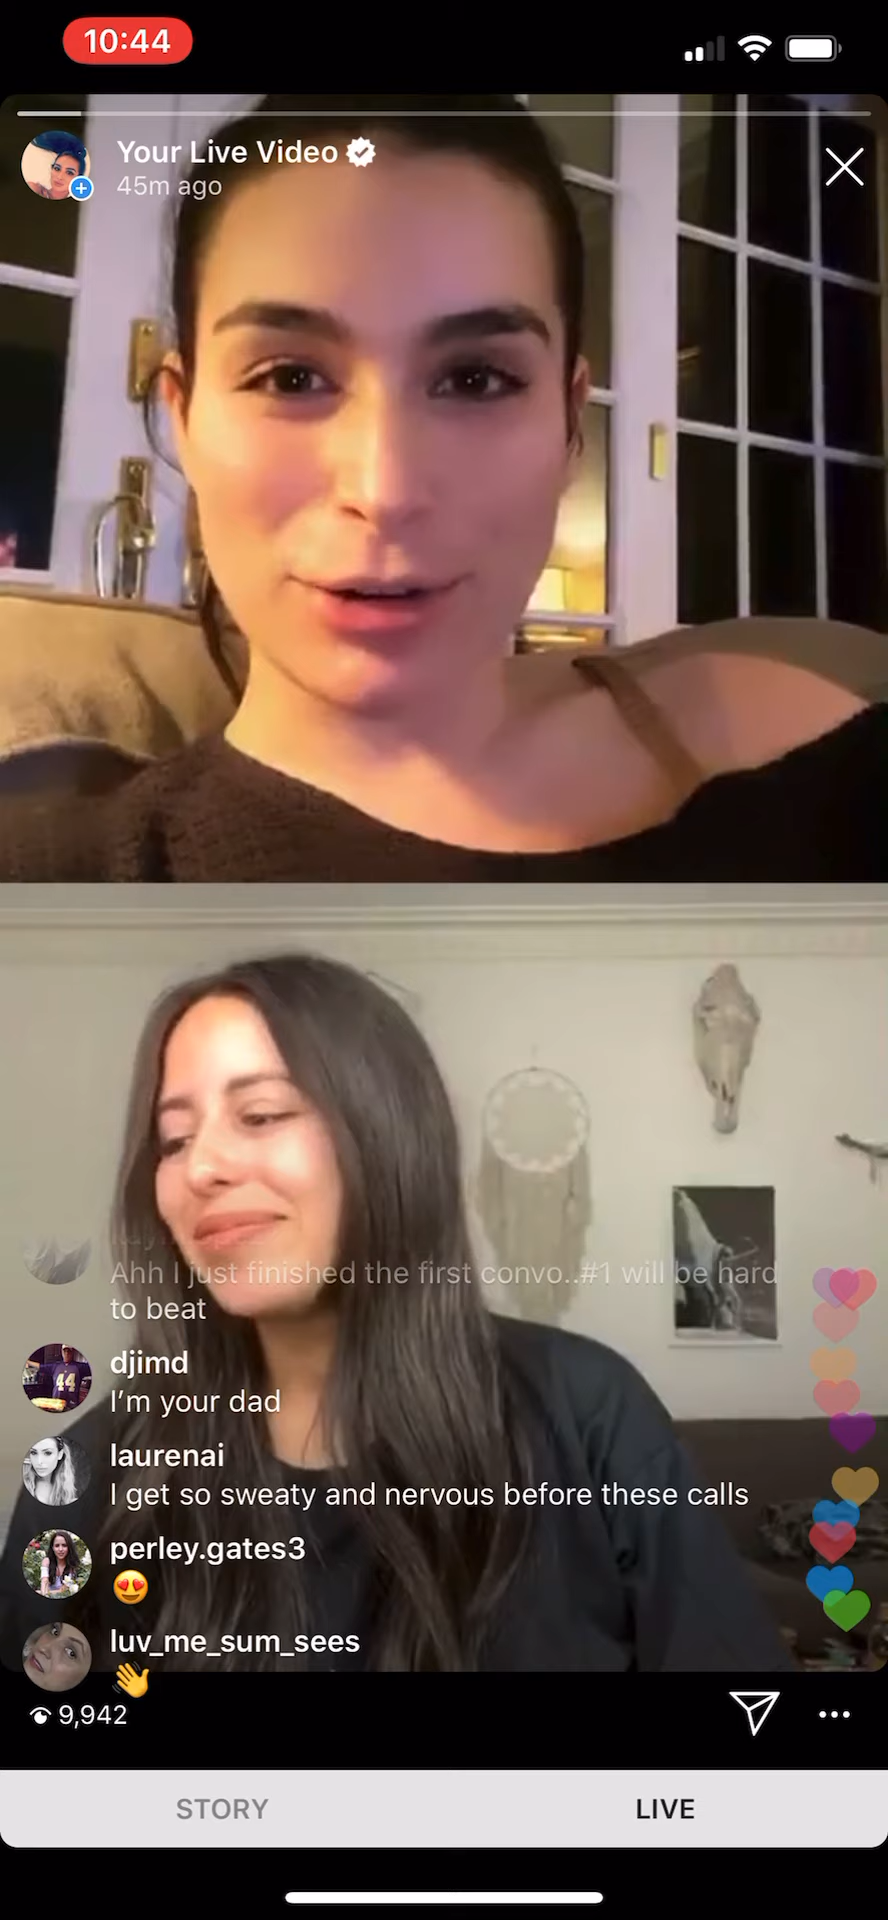 10:44
Your Live Video
45m ago
Ahh I just finished the first convo..#1 will be hard
to beat
djimd
I'm your dad
44
laurenai
I get so sweaty and nervous before these calls
perley.gates3
😍
luv_me_sum_sees
👋
9,942
STORY
LIVE